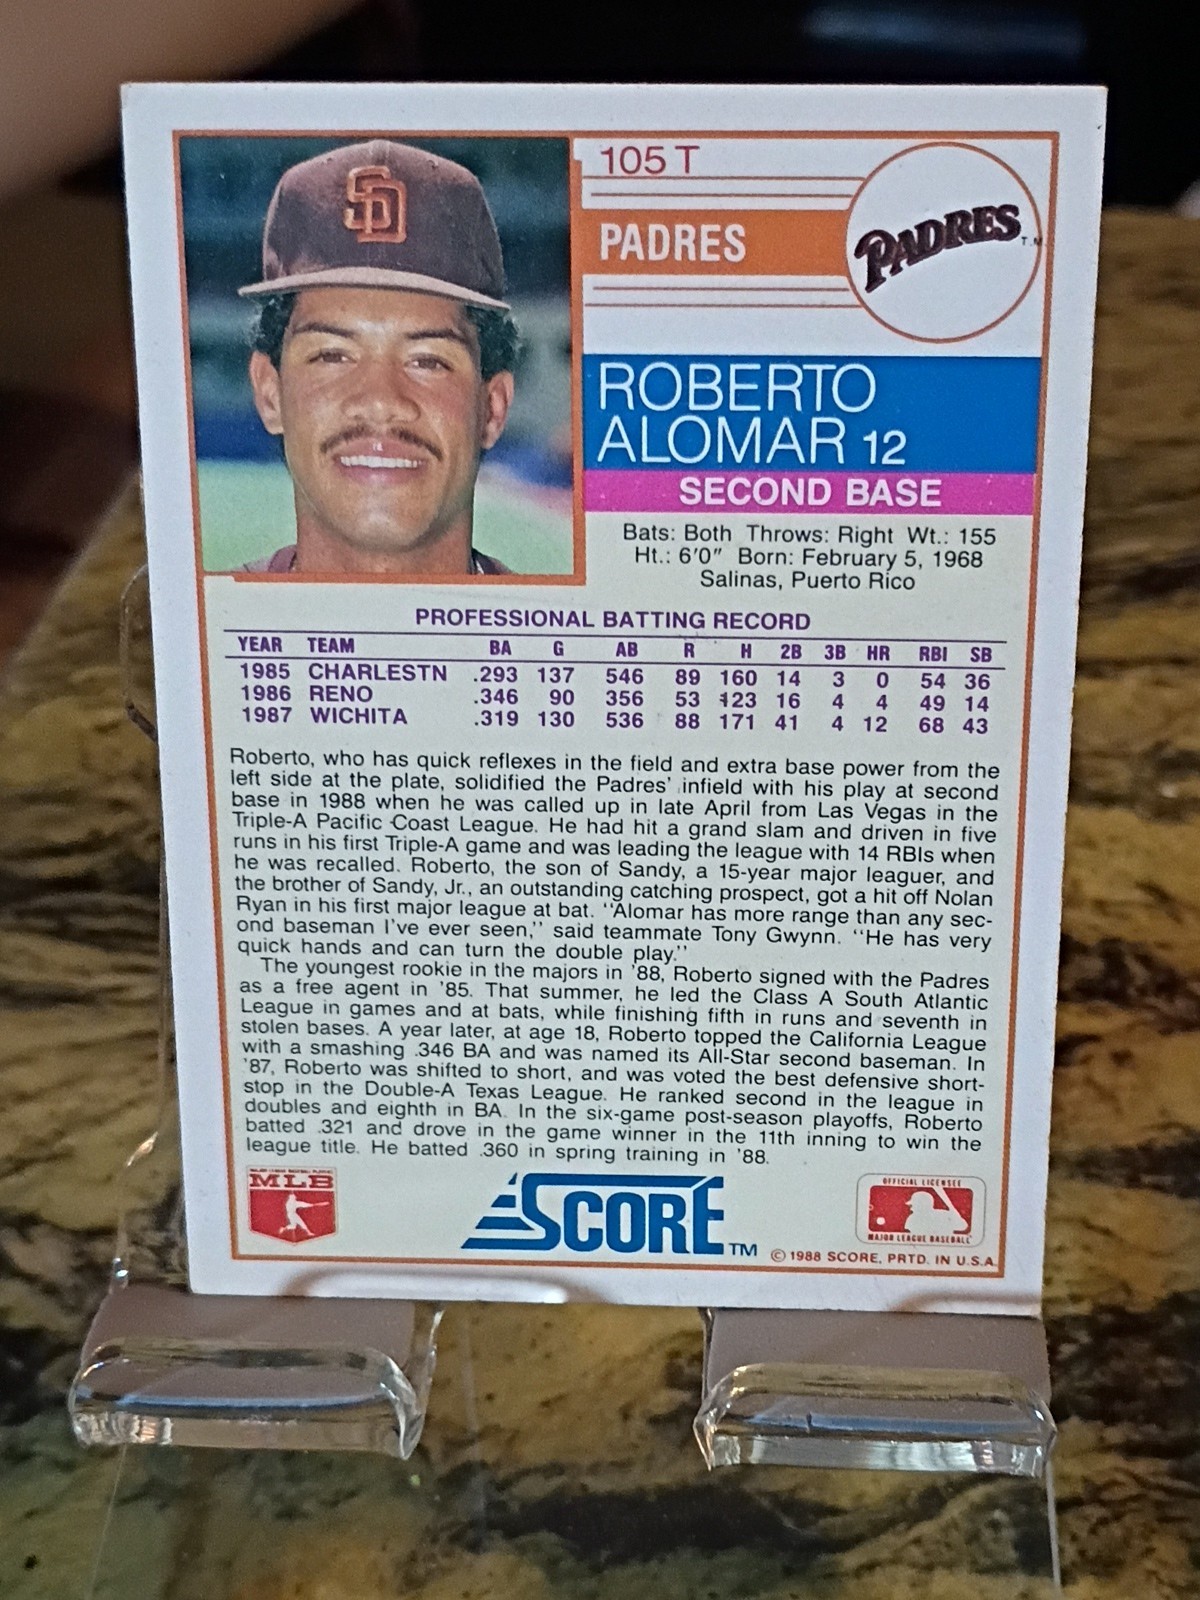 SD
105T
PADRES
PADRES T.M.
ROBERTO
ALOMAR 12
SECOND BASE
Bats: Both Throws: Right Wt.: 155
Ht.: 6'0" Born: February 5, 1968
Salinas, Puerto Rico
PROFESSIONAL BATTING RECORD
YEAR TEAM BA G AB R H 2B 3B HR RBI SB
1985 CHARLESTN .293 137 546 89 160 14 3 0 54 36
1986 RENO .346 90 356 53 123 16 4 4 49 14
1987 WICHITA .319 130 536 88 171 41 4 12 68 43
Roberto, who has quick reflexes in the field and extra base power from the
left side at the plate, solidified the Padres' infield with his play at second
base in 1988 when he was called up in late April from Las Vegas in the
Triple-A Pacific Coast League. He had hit a grand slam and driven in five
runs in his first Triple-A game and was leading the league with 14 RBIs when
he was recalled. Roberto, the son of Sandy, a 15-year major leaguer, and
the brother of Sandy, Jr., an outstanding catching prospect, got a hit off Nolan
Ryan in his first major league at bat. "Alomar has more range than any sec-
ond baseman I've ever seen," said teammate Tony Gwynn. "He has very
quick hands and can turn the double play."
The youngest rookie in the majors in '88, Roberto signed with the Padres
as a free agent in '85. That summer, he led the Class A South Atlantic
League in games and at bats, while finishing fifth in runs and seventh in
stolen bases. A year later, at age 18, Roberto topped the California League
with a smashing .346 BA and was named its All-Star second baseman. In
'87, Roberto was shifted to short, and was voted the best defensive short-
stop in the Double-A Texas League. He ranked second in the league in
doubles and eighth in BA. In the six-game post-season playoffs, Roberto
batted .321 and drove in the game winner in the 11th inning to win the
league title. He batted .360 in spring training in '88.
MAJOR LEAGUE BASEBALL PLAYERS
MLB
SCORE TM
OFFICIAL LICENSEE
MAJOR LEAGUE BASEBALL
© 1988 SCORE, PRTD. IN U.S.A.